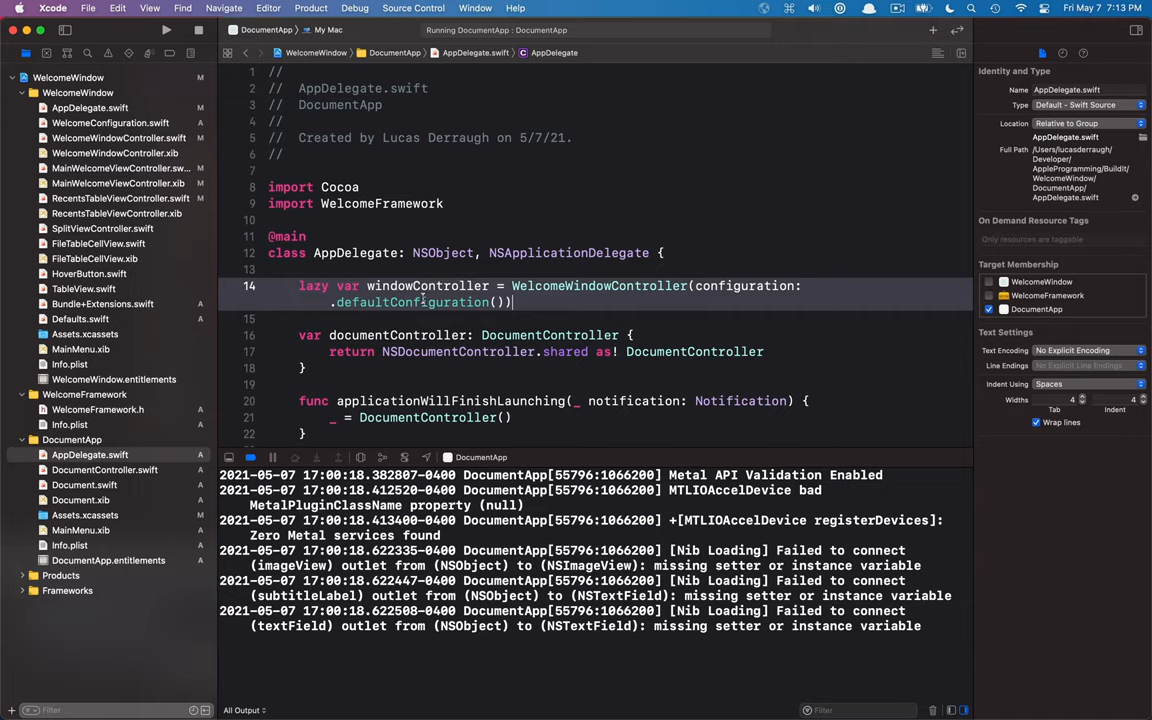 Xcode File Edit View Find Navigate Editor Product Debug Source Control Window Help Fri May 7 7:13 PM
DocumentApp My Mac Running DocumentApp : DocumentApp
WelcomeWindow DocumentApp AppDelegate.swift C AppDelegate
WelcomeWindow M
WelcomeWindow
AppDelegate.swift M
WelcomeConfiguration.swift A
WelcomeWindowController.swift M
WelcomeWindowController.xib A
MainWelcomeViewController.sw... M
MainWelcomeViewController.xib M
RecentsTableViewController.swift M
RecentsTableViewController.xib A
SplitViewController.swift A
FileTableCellView.swift A
FileTableCellView.xib A
HoverButton.swift A
TableView.swift A
Bundle+Extensions.swift A
Defaults.swift A
Assets.xcassets A
MainMenu.xib A
Info.plist A
WelcomeWindow.entitlements A
WelcomeFramework
WelcomeFramework.h A
Info.plist A
DocumentApp
AppDelegate.swift A
DocumentController.swift A
Document.swift A
Document.xib A
Assets.xcassets A
MainMenu.xib A
Info.plist A
DocumentApp.entitlements A
Products
Frameworks
Filter
1 //
2 //  AppDelegate.swift
3 //  DocumentApp
4 //
5 //  Created by Lucas Derraugh on 5/7/21.
6 //
7
8 import Cocoa
9 import WelcomeFramework
10
11 @main
12 class AppDelegate: NSObject, NSApplicationDelegate {
13
14 lazy var windowController = WelcomeWindowController(configuration:
.defaultConfiguration())
15
16 var documentController: DocumentController {
17 return NSDocumentController.shared as! DocumentController
18 }
19
20 func applicationWillFinishLaunching(_ notification: Notification) {
21 _ = DocumentController()
22 }
DocumentApp
2021-05-07 17:00:18.382807-0400 DocumentApp[55796:1066200] Metal API Validation Enabled
2021-05-07 17:00:18.412520-0400 DocumentApp[55796:1066200] MTLIOAccelDevice bad
MetalPluginClassName property (null)
2021-05-07 17:00:18.413400-0400 DocumentApp[55796:1066200] +[MTLIOAccelDevice registerDevices]:
Zero Metal services found
2021-05-07 17:00:18.622335-0400 DocumentApp[55796:1066200] [Nib Loading] Failed to connect
(imageView) outlet from (NSObject) to (NSImageView): missing setter or instance variable
2021-05-07 17:00:18.622447-0400 DocumentApp[55796:1066200] [Nib Loading] Failed to connect
(subtitleLabel) outlet from (NSObject) to (NSTextField): missing setter or instance variable
2021-05-07 17:00:18.622508-0400 DocumentApp[55796:1066200] [Nib Loading] Failed to connect
(textField) outlet from (NSObject) to (NSTextField): missing setter or instance variable
All Output
Filter
Identity and Type
Name AppDelegate.swift
Type Default - Swift Source
Location Relative to Group
AppDelegate.swift
Full Path /Users/lucasderraugh/
Developer/
AppleProgramming/BuildIt/
WelcomeWindow/
DocumentApp/
AppDelegate.swift
On Demand Resource Tags
Only resources are taggable
Target Membership
WelcomeWindow
WelcomeFramework
DocumentApp
Text Settings
Text Encoding No Explicit Encoding
Line Endings No Explicit Line Endings
Indent Using Spaces
Widths 4 4
Tab Indent
Wrap lines